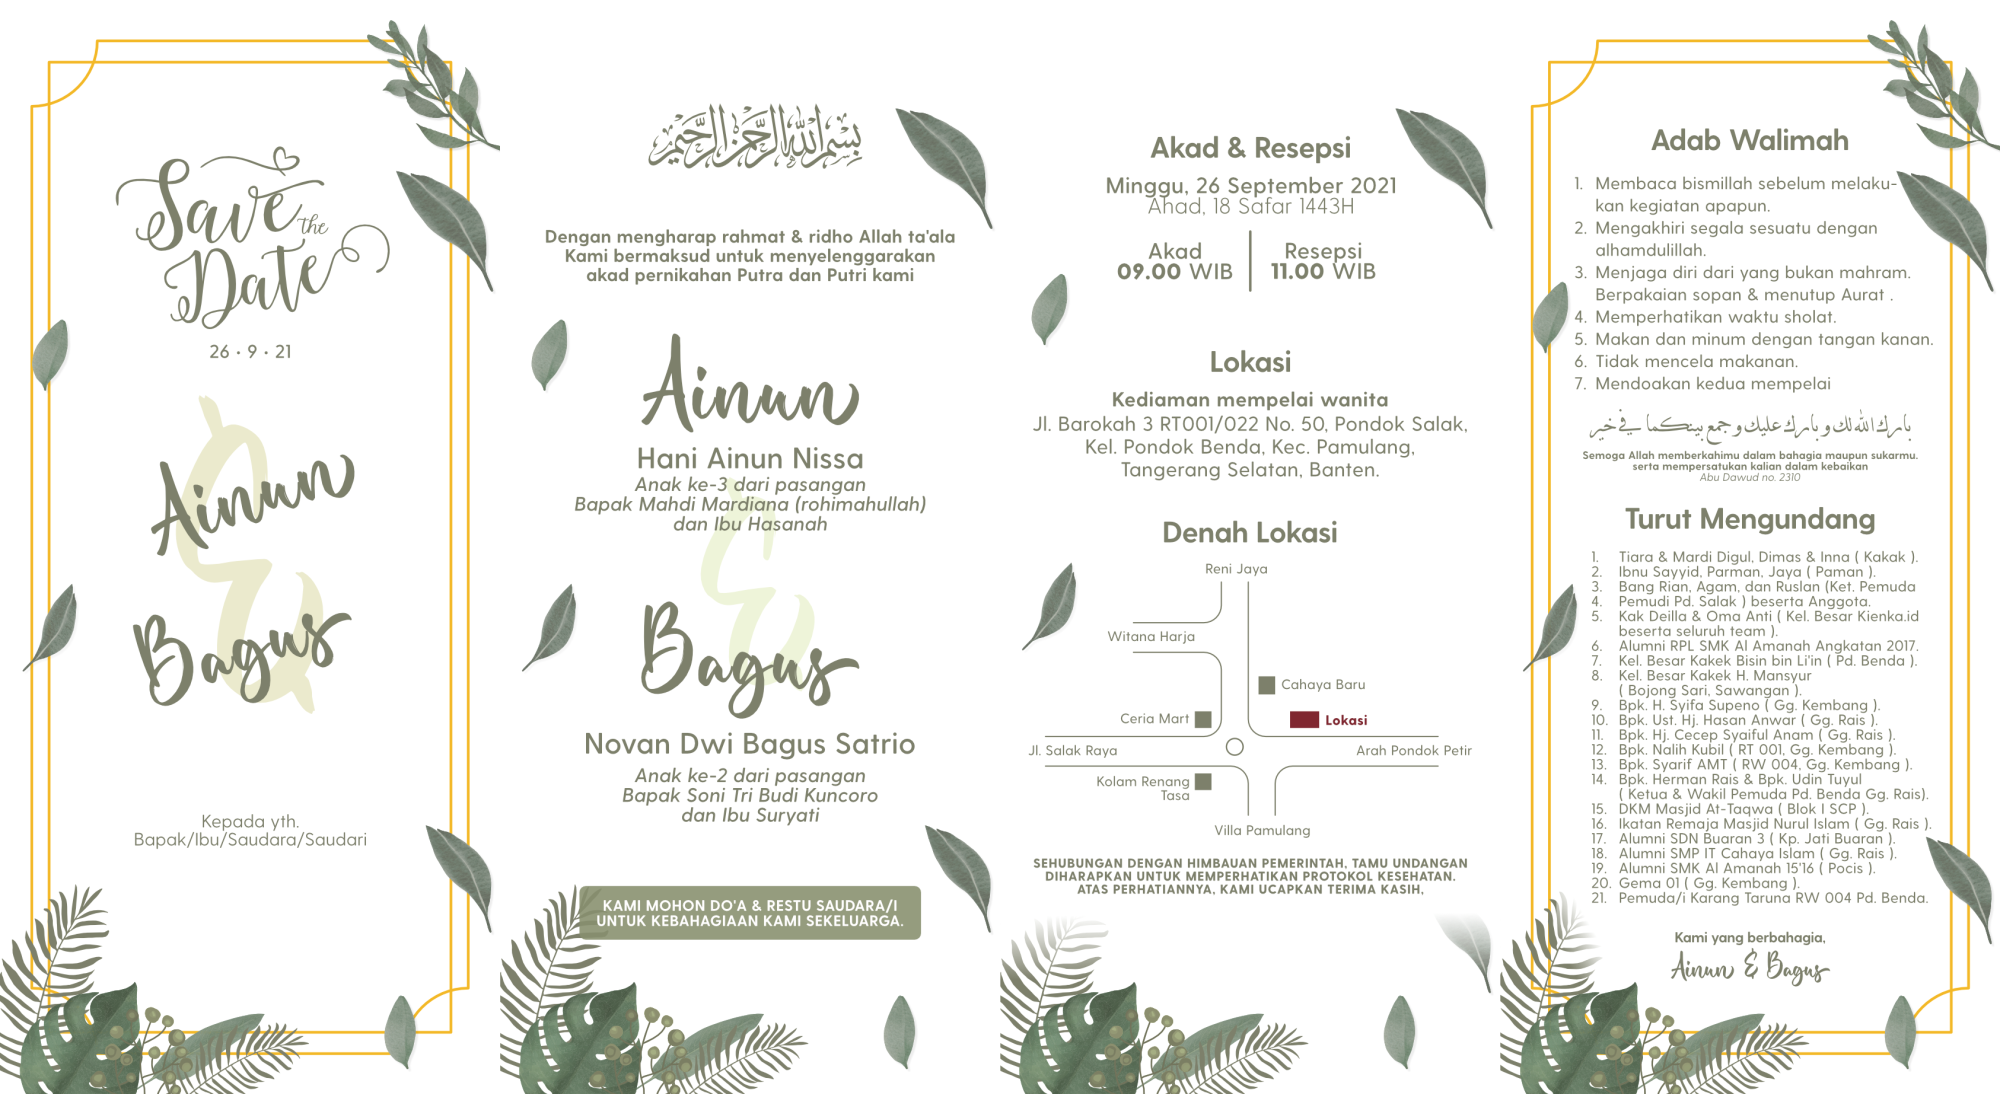 Save the
Date
26 • 9 • 21
Ainun
&
Bagus
Kepada yth.
Bapak/Ibu/Saudara/Saudari
بسم الله الرحمن الرحيم
Dengan mengharap rahmat & ridho Allah ta'ala
Kami bermaksud untuk menyelenggarakan
akad pernikahan Putra dan Putri kami
Ainun
Hani Ainun Nissa
Anak ke-3 dari pasangan
Bapak Mahdi Mardiana (rohimahullah)
dan Ibu Hasanah
&
Bagus
Novan Dwi Bagus Satrio
Anak ke-2 dari pasangan
Bapak Soni Tri Budi Kuncoro
dan Ibu Suryati
KAMI MOHON DO'A & RESTU SAUDARA/I
UNTUK KEBAHAGIAAN KAMI SEKELUARGA.
Akad & Resepsi
Minggu, 26 September 2021
Ahad, 18 Safar 1443H
Akad
09.00 WIB
Resepsi
11.00 WIB
Lokasi
Kediaman mempelai wanita
Jl. Barokah 3 RT001/022 No. 50, Pondok Salak,
Kel. Pondok Benda, Kec. Pamulang,
Tangerang Selatan, Banten.
Denah Lokasi
Reni Jaya
Witana Harja
Cahaya Baru
Ceria Mart
Lokasi
Jl. Salak Raya
Arah Pondok Petir
Kolam Renang
Tasa
Villa Pamulang
SEHUBUNGAN DENGAN HIMBAUAN PEMERINTAH, TAMU UNDANGAN
DIHARAPKAN UNTUK MEMPERHATIKAN PROTOKOL KESEHATAN.
ATAS PERHATIANNYA, KAMI UCAPKAN TERIMA KASIH,
Adab Walimah
1. Membaca bismillah sebelum melaku-
kan kegiatan apapun.
2. Mengakhiri segala sesuatu dengan
alhamdulillah.
3. Menjaga diri dari yang bukan mahram.
Berpakaian sopan & menutup Aurat .
4. Memperhatikan waktu sholat.
5. Makan dan minum dengan tangan kanan.
6. Tidak mencela makanan.
7. Mendoakan kedua mempelai
بارك الله لك و بارك عليك و جمع بينكما في خير
Semoga Allah memberkahimu dalam bahagia maupun sukarmu.
serta mempersatukan kalian dalam kebaikan
Abu Dawud no. 2310
Turut Mengundang
1. Tiara & Mardi Digul, Dimas & Inna ( Kakak ).
2. Ibnu Sayyid, Parman, Jaya ( Paman ).
3. Bang Rian, Agam, dan Ruslan (Ket. Pemuda
4. Pemudi Pd. Salak ) beserta Anggota.
5. Kak Deilla & Oma Anti ( Kel. Besar Kienka.id
beserta seluruh team ).
6. Alumni RPL SMK Al Amanah Angkatan 2017.
7. Kel. Besar Kakek Bisin bin Li'in ( Pd. Benda ).
8. Kel. Besar Kakek H. Mansyur
( Bojong Sari, Sawangan ).
9. Bpk. H. Syifa Supeno ( Gg. Kembang ).
10. Bpk. Ust. Hj. Hasan Anwar ( Gg. Rais ).
11. Bpk. Hj. Cecep Syaiful Anam ( Gg. Rais ).
12. Bpk. Nalih Kubil ( RT 001, Gg. Kembang ).
13. Bpk. Syarif AMT ( RW 004, Gg. Kembang ).
14. Bpk. Herman Rais & Bpk. Udin Tuyul
( Ketua & Wakil Pemuda Pd. Benda Gg. Rais).
15. DKM Masjid At-Taqwa ( Blok I SCP ).
16. Ikatan Remaja Masjid Nurul Islam ( Gg. Rais ).
17. Alumni SDN Buaran 3 ( Kp. Jati Buaran ).
18. Alumni SMP IT Cahaya Islam ( Gg. Rais ).
19. Alumni SMK Al Amanah 15'16 ( Pocis ).
20. Gema 01 ( Gg. Kembang ).
21. Pemuda/i Karang Taruna RW 004 Pd. Benda.
Kami yang berbahagia,
Ainun & Bagus